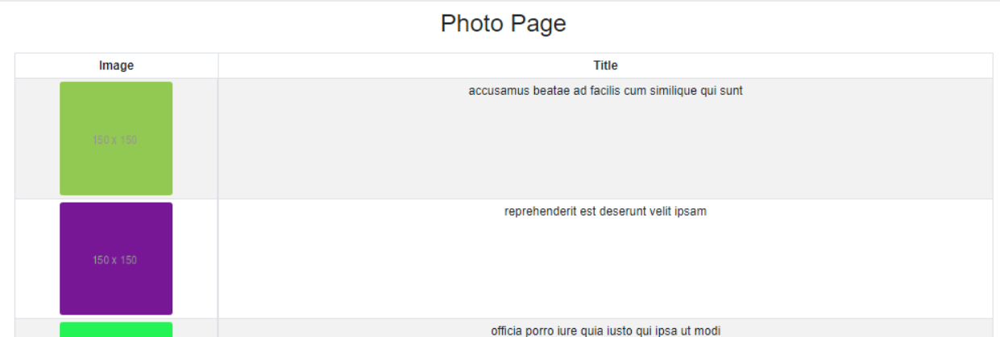 Photo Page
Image Title
150 x 150
accusamus beatae ad facilis cum similique qui sunt
150 x 150
reprehenderit est deserunt velit ipsam
officia porro iure quia iusto qui ipsa ut modi